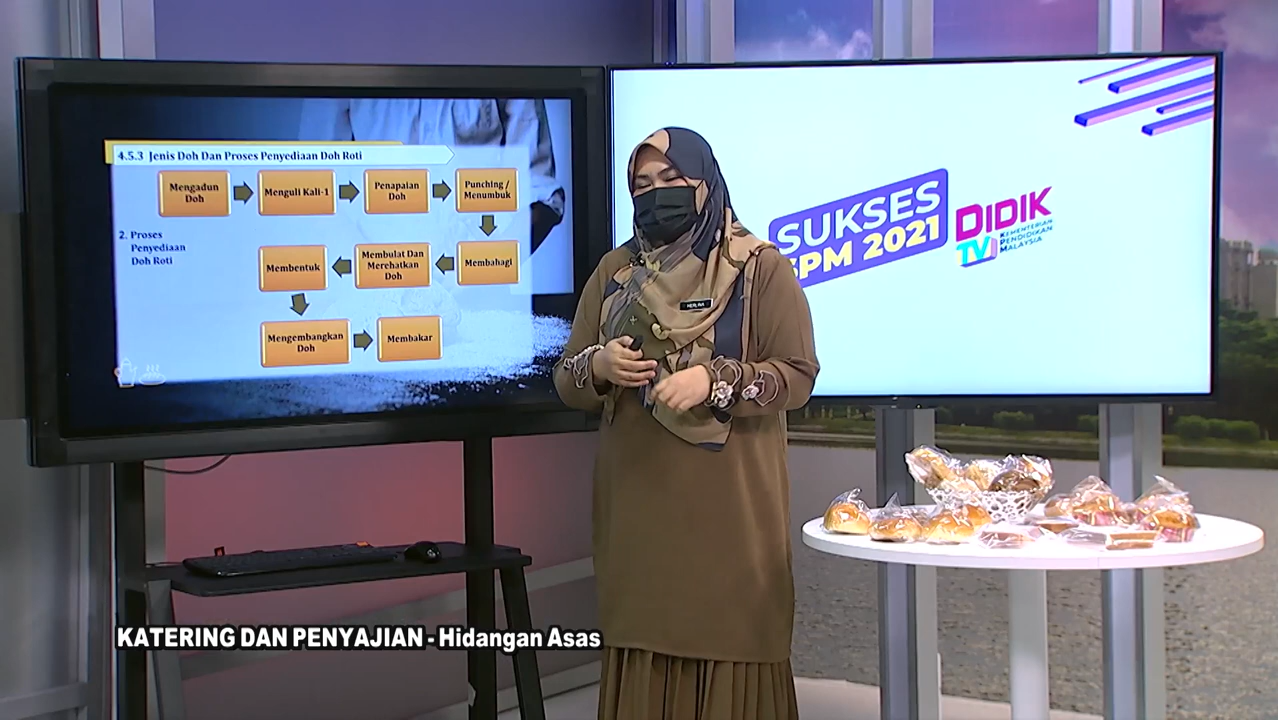 4.5.3 Jenis Doh Dan Proses Penyediaan Doh Roti
Mengadun
Doh
Menguli Kali-1
Penapaian
Doh
Punching /
Menumbuk
2. Proses
Penyediaan
Doh Roti
Membentuk
Membulat Dan
Merehatkan
Doh
Membahagi
Mengembangkan
Doh
Membakar
SUKSES
SPM 2021
DIDIK
TV
KEMENTERIAN
PENDIDIKAN
MALAYSIA
KATERING DAN PENYAJIAN - Hidangan Asas